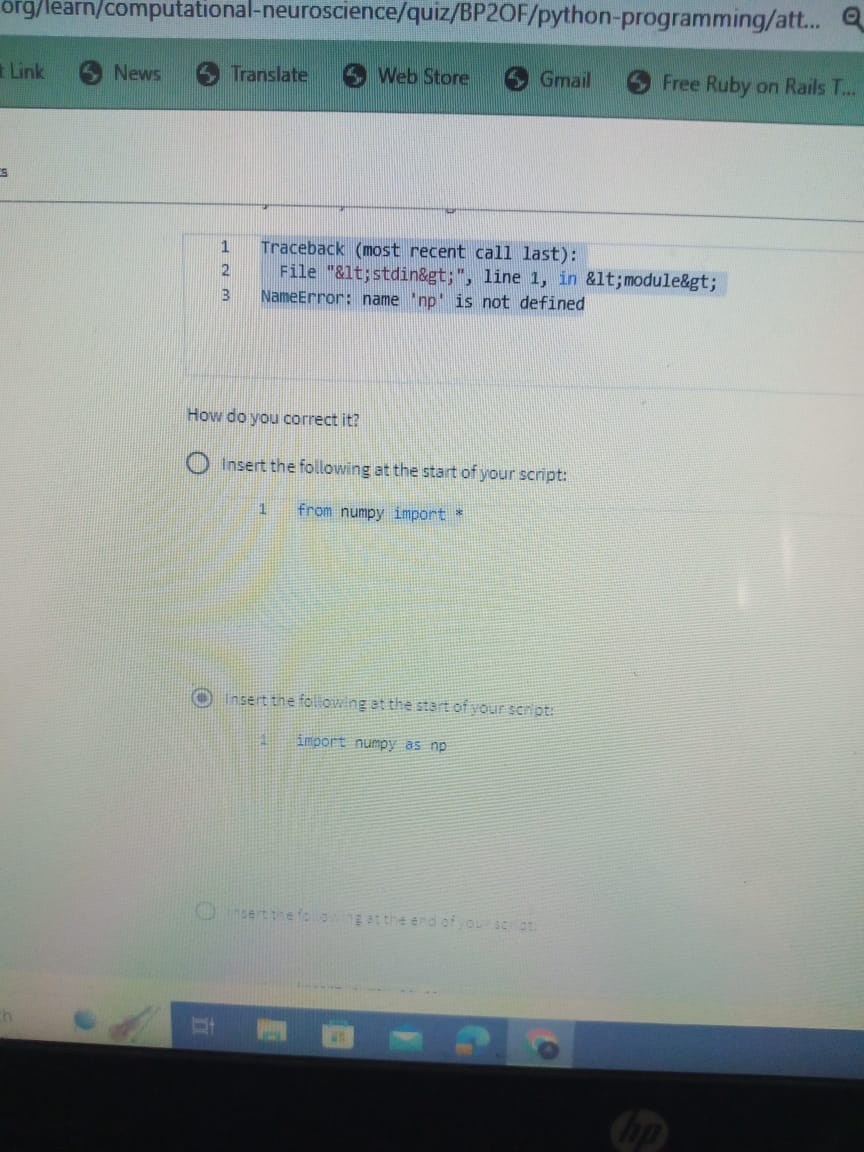 org/learn/computational-neuroscience/quiz/BP2OF/python-programming/att...
t Link News Translate Web Store Gmail Free Ruby on Rails T...
s
1 Traceback (most recent call last):
2 File "&lt;stdin&gt;", line 1, in &lt;module&gt;
3 NameError: name 'np' is not defined
How do you correct it?
Insert the following at the start of your script:
1 from numpy import *
Insert the following at the start of your script:
1 import numpy as np
Insert the following at the end of your script:
ch
hp